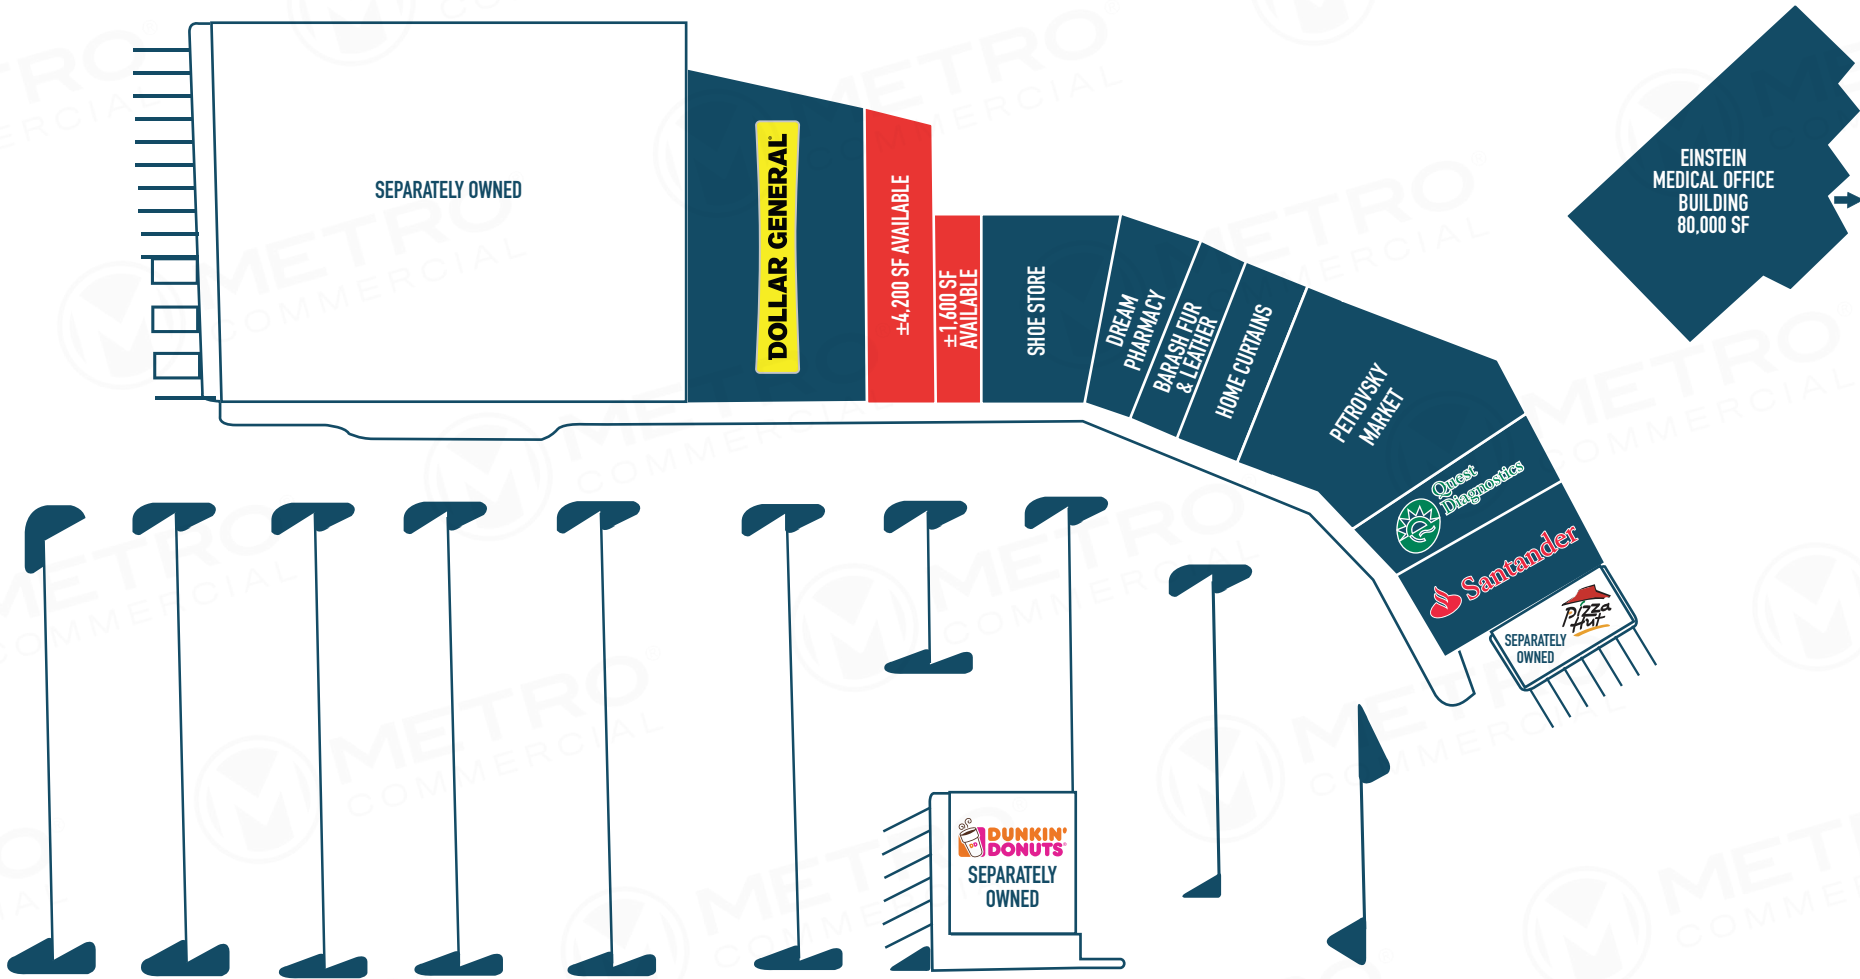 SEPARATELY OWNED
DOLLAR GENERAL
±4,200 SF AVAILABLE
±1,600 SF
AVAILABLE
SHOE STORE
DREAM
PHARMACY
BARASH FUR
& LEATHER
HOME CURTAINS
PETROVSKY
MARKET
Quest
Diagnostics
Santander
Pizza
Hut
SEPARATELY
OWNED
EINSTEIN
MEDICAL OFFICE
BUILDING
80,000 SF
DUNKIN'
DONUTS
SEPARATELY
OWNED
METRO
COMMERCIAL